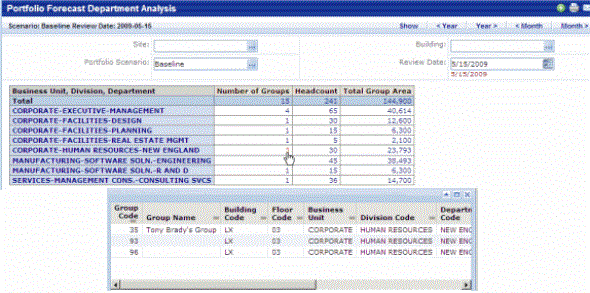 Portfolio Forecast Department Analysis
Scenario: Baseline Review Date: 2009-05-15 Show < Year Year > < Month Month >
Site: Building:
Portfolio Scenario: Baseline Review Date: 5/15/2009
5/15/2009
Business Unit, Division, Department Number of Groups Headcount Total Group Area
Total 15 241 144,900
CORPORATE-EXECUTIVE-MANAGEMENT 4 65 40,614
CORPORATE-FACILITIES-DESIGN 1 30 12,600
CORPORATE-FACILITIES-PLANNING 1 15 6,300
CORPORATE-FACILITIES-REAL ESTATE MGMT 1 5 2,100
CORPORATE-HUMAN RESOURCES-NEW ENGLAND 30 23,793
MANUFACTURING-SOFTWARE SOLN.-ENGINEERING 45 38,493
MANUFACTURING-SOFTWARE SOLN.-R AND D 1 15 6,300
SERVICES-MANAGEMENT CONS.-CONSULTING SVCS 1 36 14,700
Group Code Group Name Building Code Floor Code Business Unit Division Code Departm Code
35 Tony Brady's Group LX 03 CORPORATE HUMAN RESOURCES NEW ENG
93 LX 03 CORPORATE HUMAN RESOURCES NEW ENG
96 LX 03 CORPORATE HUMAN RESOURCES NEW ENG